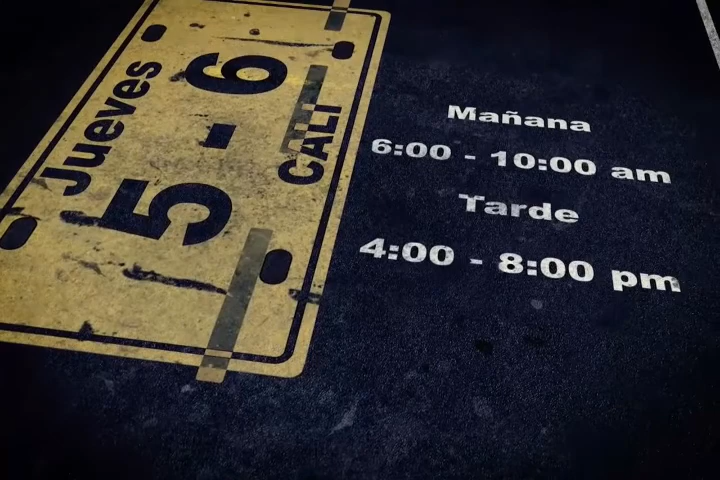 Jueves
5 - 6
CALI
Mañana
6:00 - 10:00 am
Tarde
4:00 - 8:00 pm